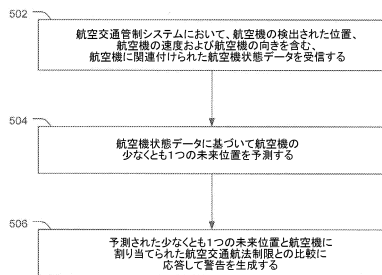 502
航空交通管制システムにおいて、航空機の検出された位置、
航空機の速度および航空機の向きを含む、
航空機に関連付けられた航空機状態データを受信する
504
航空機状態データに基づいて航空機の
少なくとも1つの未来位置を予測する
506
予測された少なくとも1つの未来位置と航空機に
割り当てられた航空交通航法制限との比較に
応答して警告を生成する